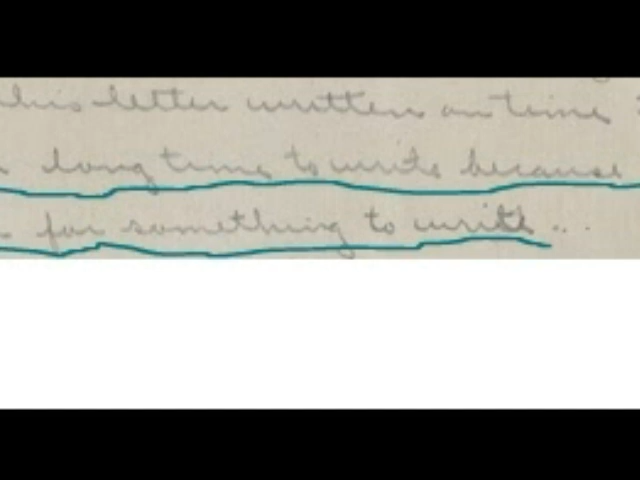 this letter written on time
long time to write because
for something to write...